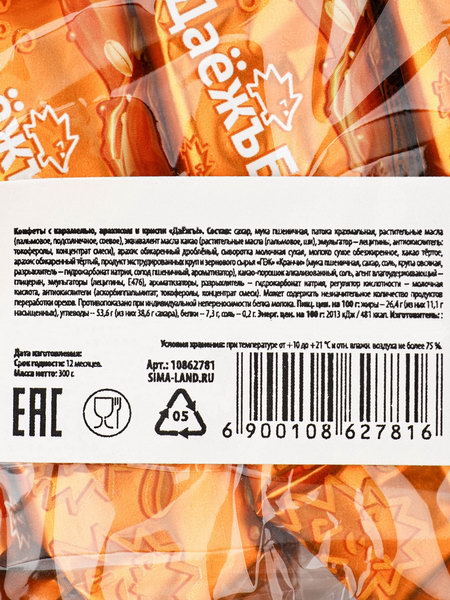 ДаёжЪ
Конфеты с карамелью, арахисом и криспи «ДаЁжЪ!». Состав: сахар, мука пшеничная, патока крахмальная, растительные масла
(пальмовое, подсолнечное, соевое), эквивалент масла какао (растительные масла (пальмовое, ши), эмульгатор – лецитины, антиокислитель:
токоферолы, концентрат смеси), арахис обжаренный дробленый, сыворотка молочная сухая, молоко сухое обезжиренное, какао тёртое,
арахис обжаренный тёртый, продукт экструдированных круп и зернового сырья «ПЭК» «Кранчи» (мука пшеничная, сахар, соль, крупа овсяная,
разрыхлитель – гидрокарбонат натрия, солод пшеничный, ароматизатор), какао-порошок алкализованный, соль, агент влагоудерживающий –
глицерин, эмульгаторы (лецитины, Е476), ароматизаторы, разрыхлитель – гидрокарбонат натрия, регулятор кислотности – молочная
кислота, антиокислители (аскорбилпальмитат, токоферолы, концентрат смеси). Может содержать незначительное количество продуктов
переработки орехов. Противопоказано при индивидуальной непереносимости белка молока. Пищ. цен. на 100 г: жиры – 26,4 г (из них 11,1 г
насыщенных), углеводы – 53,6 г (из них 38,6 г сахара), белки – 7,3 г, соль – 0,2 г. Энерг. цен. на 100 г: 2013 кДж / 481 ккал.
Условия хранения: при температуре от +10 до +21 °С и отн. влажн. воздуха не более 75 %.
Дата изготовления:
Срок годности: 12 месяцев.
Масса нетто: 300 г.
Артикул: 10862781
SIMA-LAND.RU
EAC
05
6 900108 627816